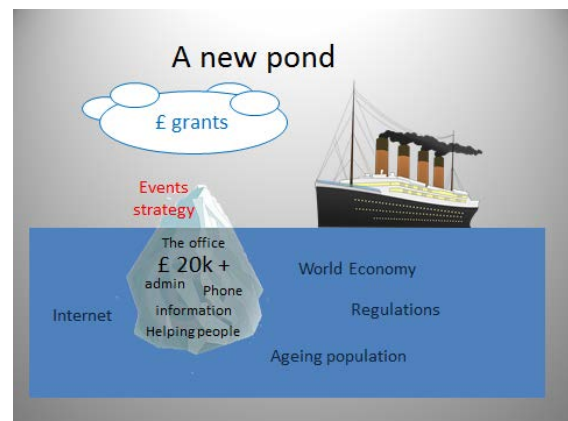 A new pond
£ grants
Events
strategy
The office
£ 20k +
admin
Phone
information
Helping people
Internet
World Economy
Regulations
Ageing population